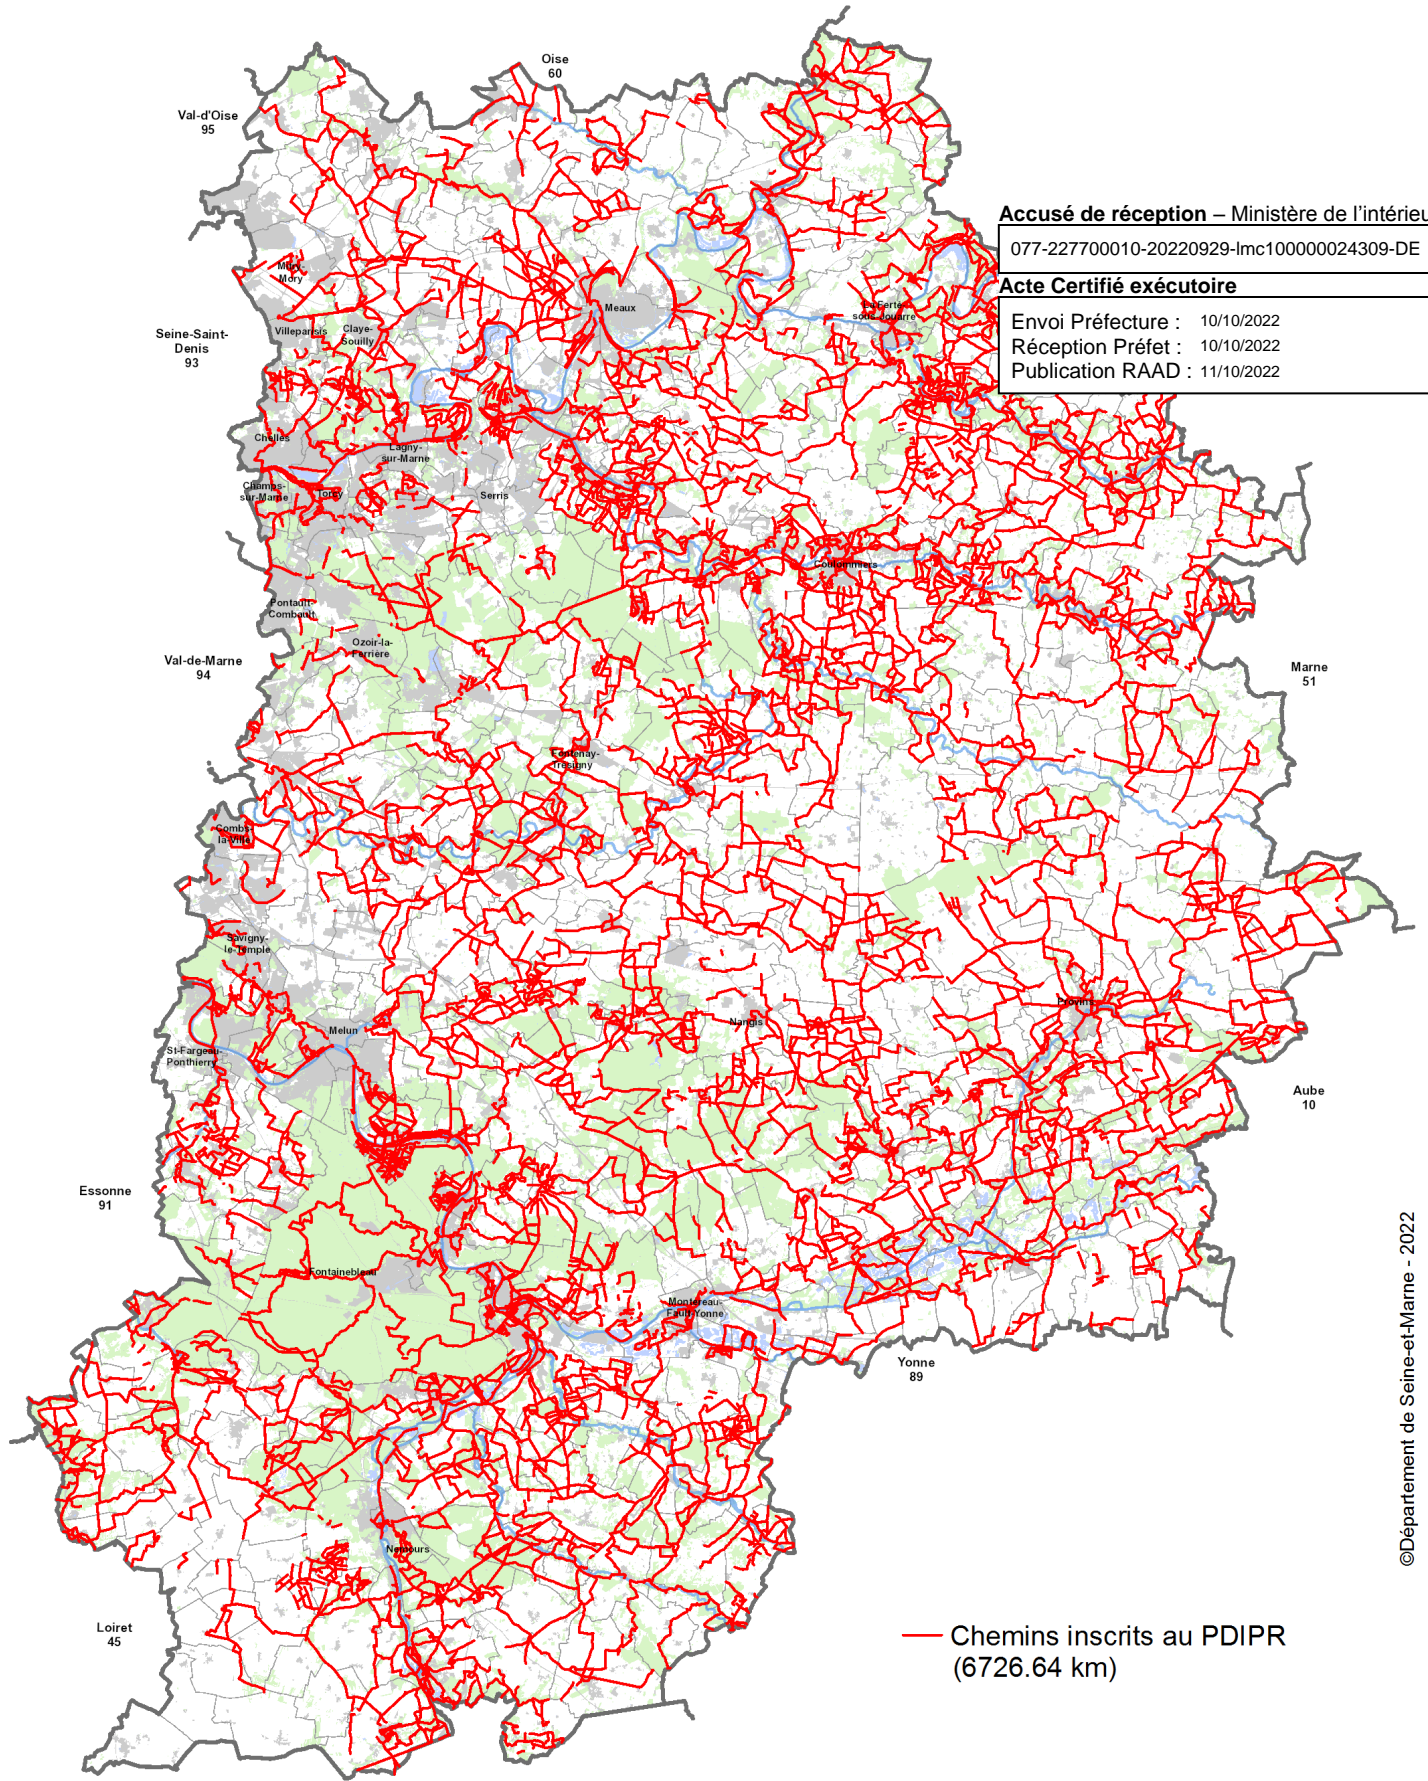 Oise
60
Val-d'Oise
95
Accusé de réception – Ministère de l'intérieu
077-227700010-20220929-lmc100000024309-DE
Acte Certifié exécutoire
Envoi Préfecture : 10/10/2022
Réception Préfet : 10/10/2022
Publication RAAD : 11/10/2022
Mitry-
Mory
Meaux
La Ferté-
sous-Jouarre
Villeparisis
Claye-
Souilly
Seine-Saint-
Denis
93
Chelles
Lagny-
sur-Marne
Champs-
sur-Marne
Torcy
Serris
Coulommiers
Pontault-
Combault
Ozoir-la-
Ferrière
Val-de-Marne
94
Marne
51
Fontenay-
Trésigny
Combs-
la-Ville
Savigny-
le-Temple
Provins
Nangis
Melun
St-Fargeau-
Ponthierry
Aube
10
Essonne
91
Fontainebleau
Montereau-
Fault-Yonne
Yonne
89
Nemours
Loiret
45
Chemins inscrits au PDIPR
(6726.64 km)
©Département de Seine-et-Marne - 2022